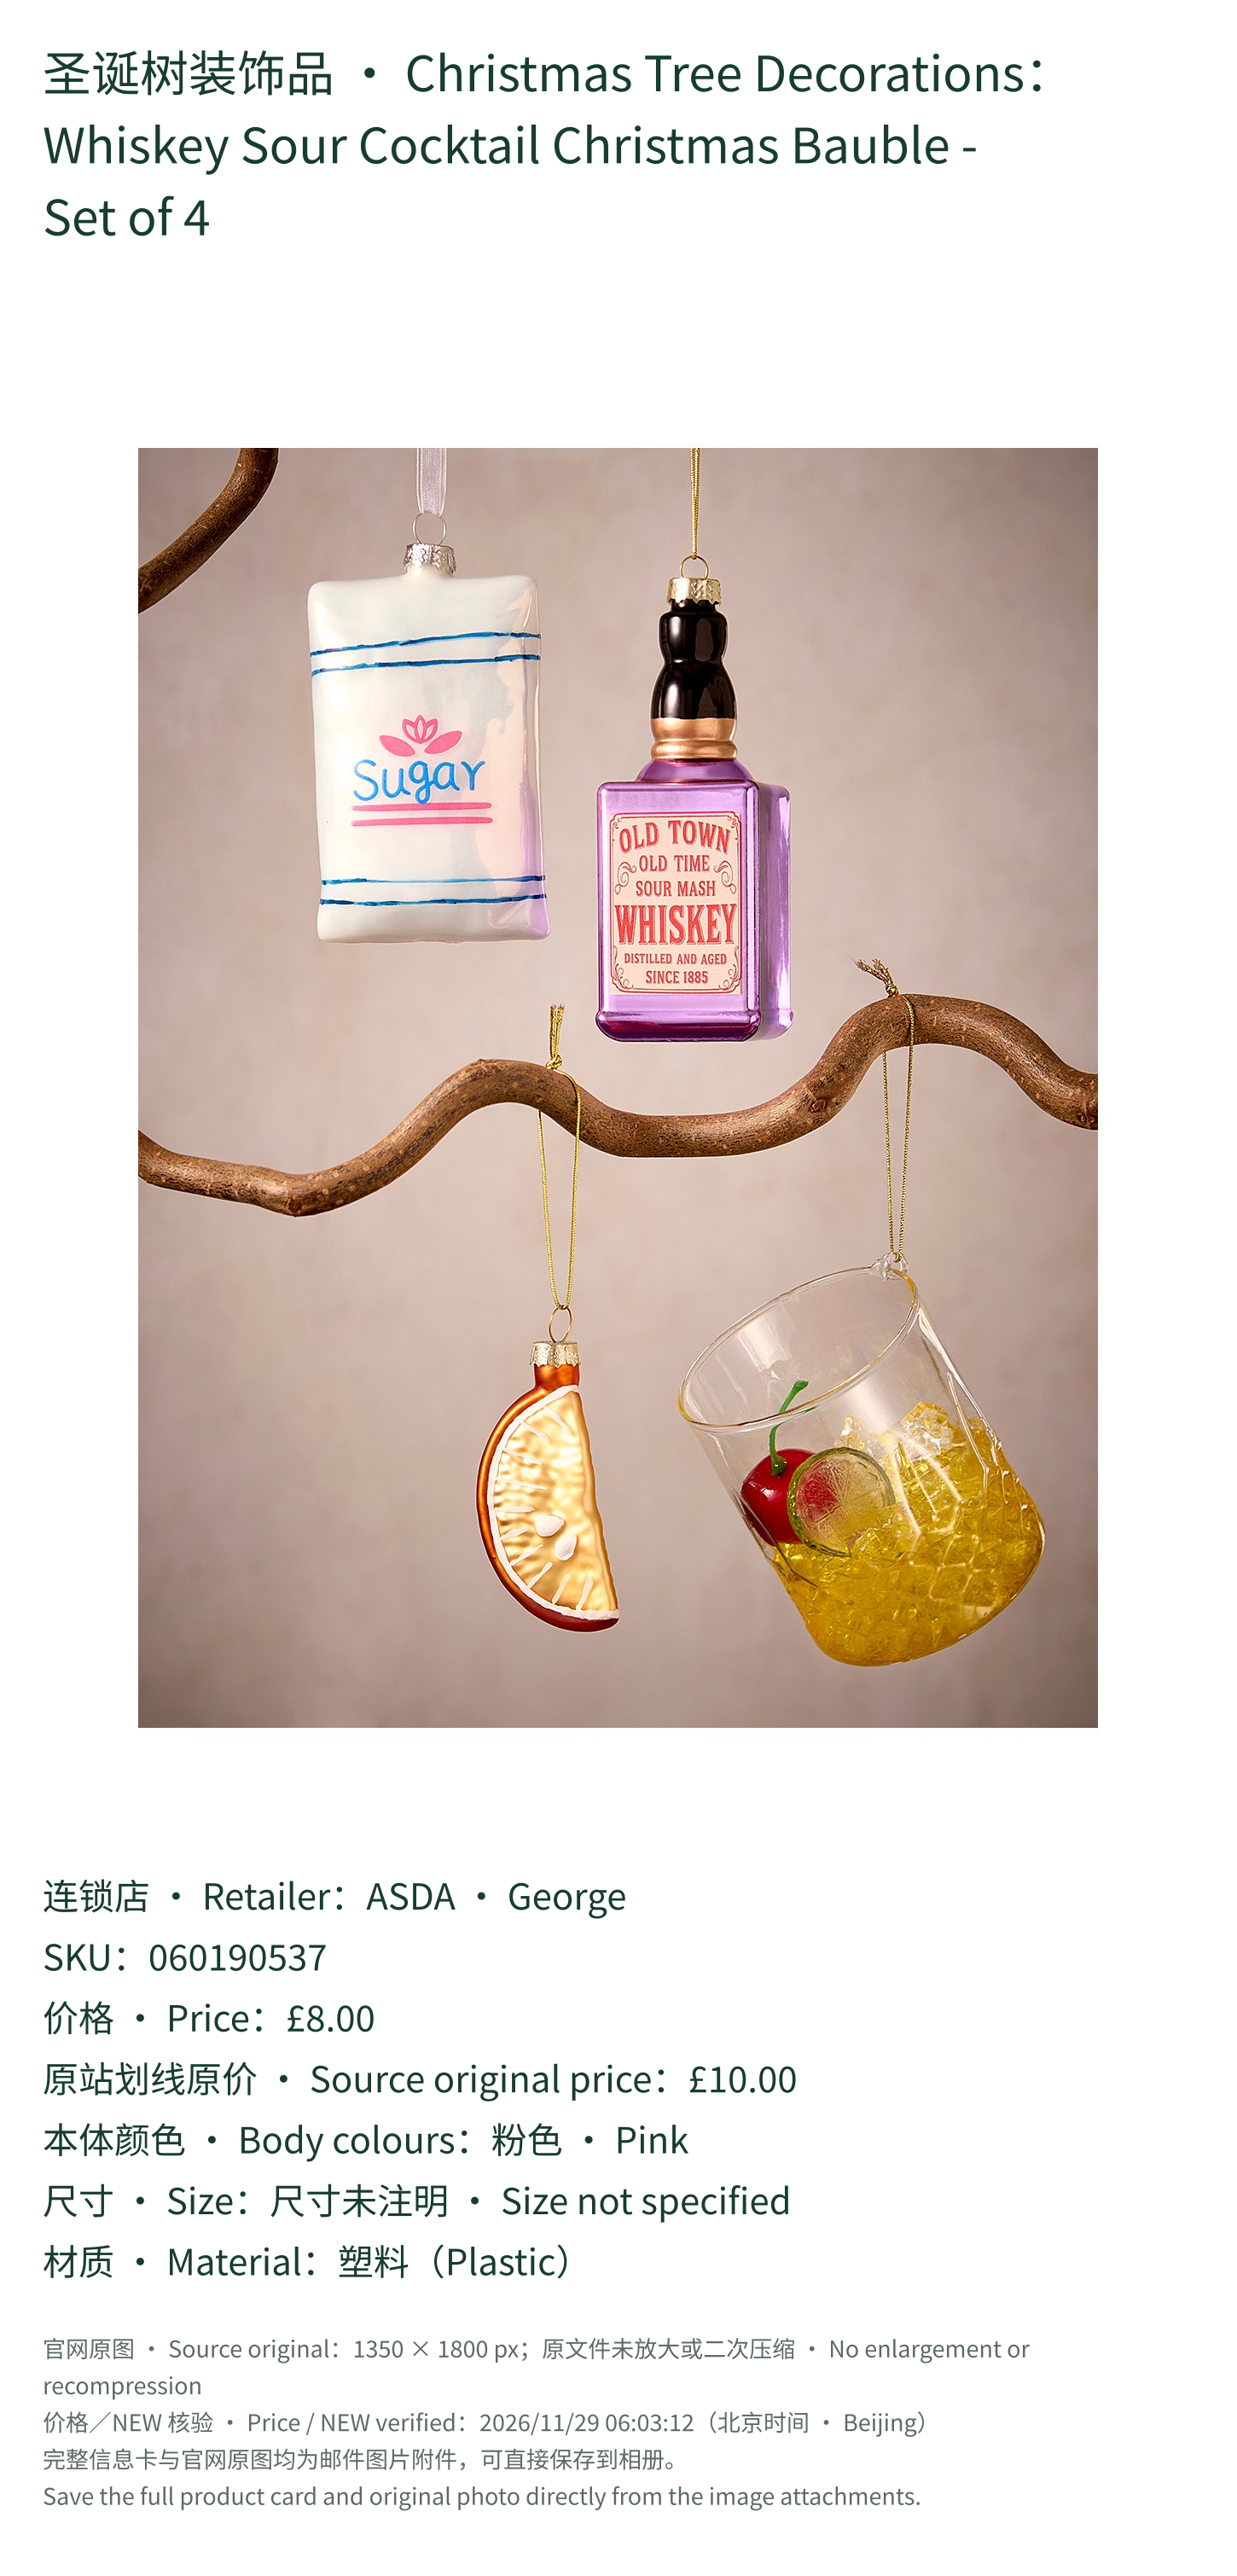 圣诞树装饰品 · Christmas Tree Decorations：
Whiskey Sour Cocktail Christmas Bauble -
Set of 4
Sugar
OLD TOWN
OLD TIME
SOUR MASH
WHISKEY
DISTILLED AND AGED
SINCE 1885
连锁店 · Retailer：ASDA · George
SKU：060190537
价格 · Price：£8.00
原站划线原价 · Source original price：£10.00
本体颜色 · Body colours：粉色 · Pink
尺寸 · Size：尺寸未注明 · Size not specified
材质 · Material：塑料（Plastic）
官网原图 · Source original：1350 × 1800 px；原文件未放大或二次压缩 · No enlargement or
recompression
价格／NEW 核验 · Price / NEW verified：2026/11/29 06:03:12（北京时间 · Beijing）
完整信息卡与官网原图均为邮件图片附件，可直接保存到相册。
Save the full product card and original photo directly from the image attachments.